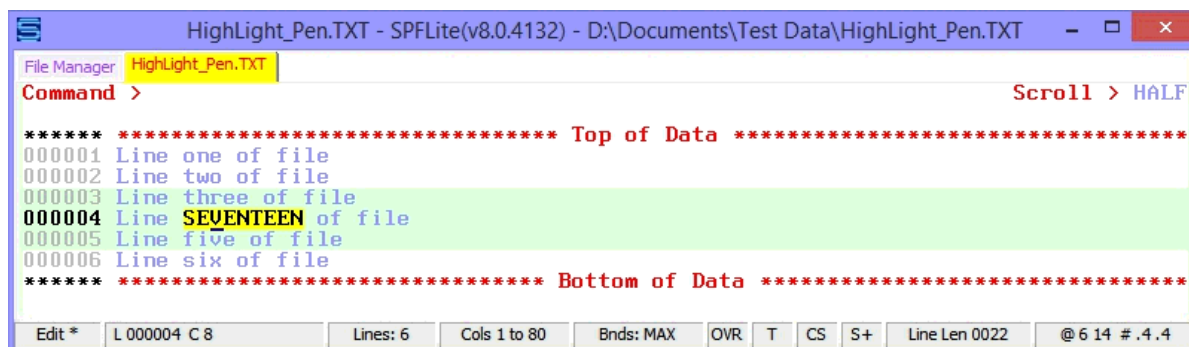 HighLight_Pen.TXT - SPFLite(v8.0.4132) - D:\Documents\Test Data\HighLight_Pen.TXT
File Manager HighLight_Pen.TXT
Command > Scroll > HALF
****** ********************************* Top of Data **********************************
000001 Line one of file
000002 Line two of file
000003 Line three of file
000004 Line SEVENTEEN of file
000005 Line five of file
000006 Line six of file
****** ******************************** Bottom of Data ********************************
Edit * L 000004 C 8 Lines: 6 Cols 1 to 80 Bnds: MAX OVR T CS S+ Line Len 0022 @ 6 14 # .4 .4